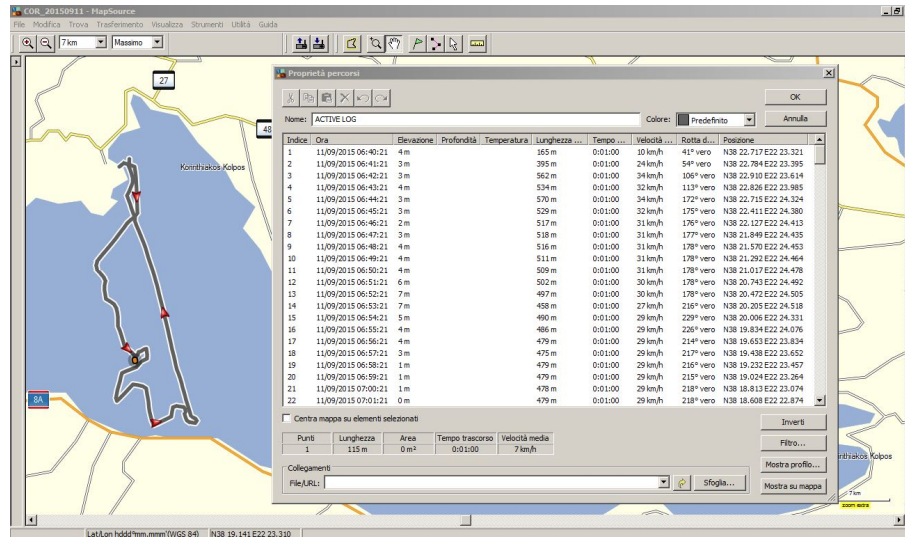 COR_20150911 - MapSource
File Modifica Trova Trasferimento Visualizza Strumenti Utilità Guida
7 km Massimo
27
48
Korinthiakos Kolpos
8A
Proprietà percorsi
OK
Nome: ACTIVE LOG Colore: Predefinito Annulla
Indice Ora Elevazione Profondità Temperatura Lunghezza ... Tempo ... Velocità ... Rotta d... Posizione
1 11/09/2015 06:40:21 4 m 165 m 0:01:00 10 km/h 41° vero N38 22.717 E22 23.321
2 11/09/2015 06:41:21 3 m 395 m 0:01:00 24 km/h 54° vero N38 22.784 E22 23.395
3 11/09/2015 06:42:21 3 m 562 m 0:01:00 34 km/h 106° vero N38 22.910 E22 23.614
4 11/09/2015 06:43:21 4 m 534 m 0:01:00 32 km/h 113° vero N38 22.826 E22 23.985
5 11/09/2015 06:44:21 3 m 570 m 0:01:00 34 km/h 172° vero N38 22.715 E22 24.324
6 11/09/2015 06:45:21 3 m 529 m 0:01:00 32 km/h 175° vero N38 22.411 E22 24.380
7 11/09/2015 06:46:21 2 m 517 m 0:01:00 31 km/h 176° vero N38 22.127 E22 24.413
8 11/09/2015 06:47:21 3 m 518 m 0:01:00 31 km/h 177° vero N38 21.849 E22 24.435
9 11/09/2015 06:48:21 4 m 516 m 0:01:00 31 km/h 178° vero N38 21.570 E22 24.453
10 11/09/2015 06:49:21 4 m 511 m 0:01:00 31 km/h 178° vero N38 21.292 E22 24.464
11 11/09/2015 06:50:21 4 m 509 m 0:01:00 31 km/h 178° vero N38 21.017 E22 24.478
12 11/09/2015 06:51:21 6 m 502 m 0:01:00 30 km/h 178° vero N38 20.743 E22 24.492
13 11/09/2015 06:52:21 7 m 497 m 0:01:00 30 km/h 178° vero N38 20.472 E22 24.505
14 11/09/2015 06:53:21 7 m 458 m 0:01:00 27 km/h 216° vero N38 20.205 E22 24.518
15 11/09/2015 06:54:21 5 m 490 m 0:01:00 29 km/h 229° vero N38 20.006 E22 24.331
16 11/09/2015 06:55:21 4 m 486 m 0:01:00 29 km/h 226° vero N38 19.834 E22 24.076
17 11/09/2015 06:56:21 4 m 479 m 0:01:00 29 km/h 214° vero N38 19.653 E22 23.834
18 11/09/2015 06:57:21 3 m 475 m 0:01:00 29 km/h 217° vero N38 19.438 E22 23.652
19 11/09/2015 06:58:21 1 m 479 m 0:01:00 29 km/h 216° vero N38 19.232 E22 23.457
20 11/09/2015 06:59:21 1 m 479 m 0:01:00 29 km/h 215° vero N38 19.024 E22 23.264
21 11/09/2015 07:00:21 1 m 478 m 0:01:00 29 km/h 218° vero N38 18.813 E22 23.074
22 11/09/2015 07:01:21 0 m 479 m 0:01:00 29 km/h 218° vero N38 18.608 E22 22.874
Centra mappa su elementi selezionati
Inverti
Punti Lunghezza Area Tempo trascorso Velocità media
1 115 m 0 m² 0:01:00 7 km/h
Filtro...
Mostra profilo...
Collegamenti
File/URL: Sfoglia... Mostra su mappa
inthiakos Kolpos
7 km
zoom extra
Lat/Lon hddd°mm.mmm'(WGS 84) N38 19.141 E22 23.310